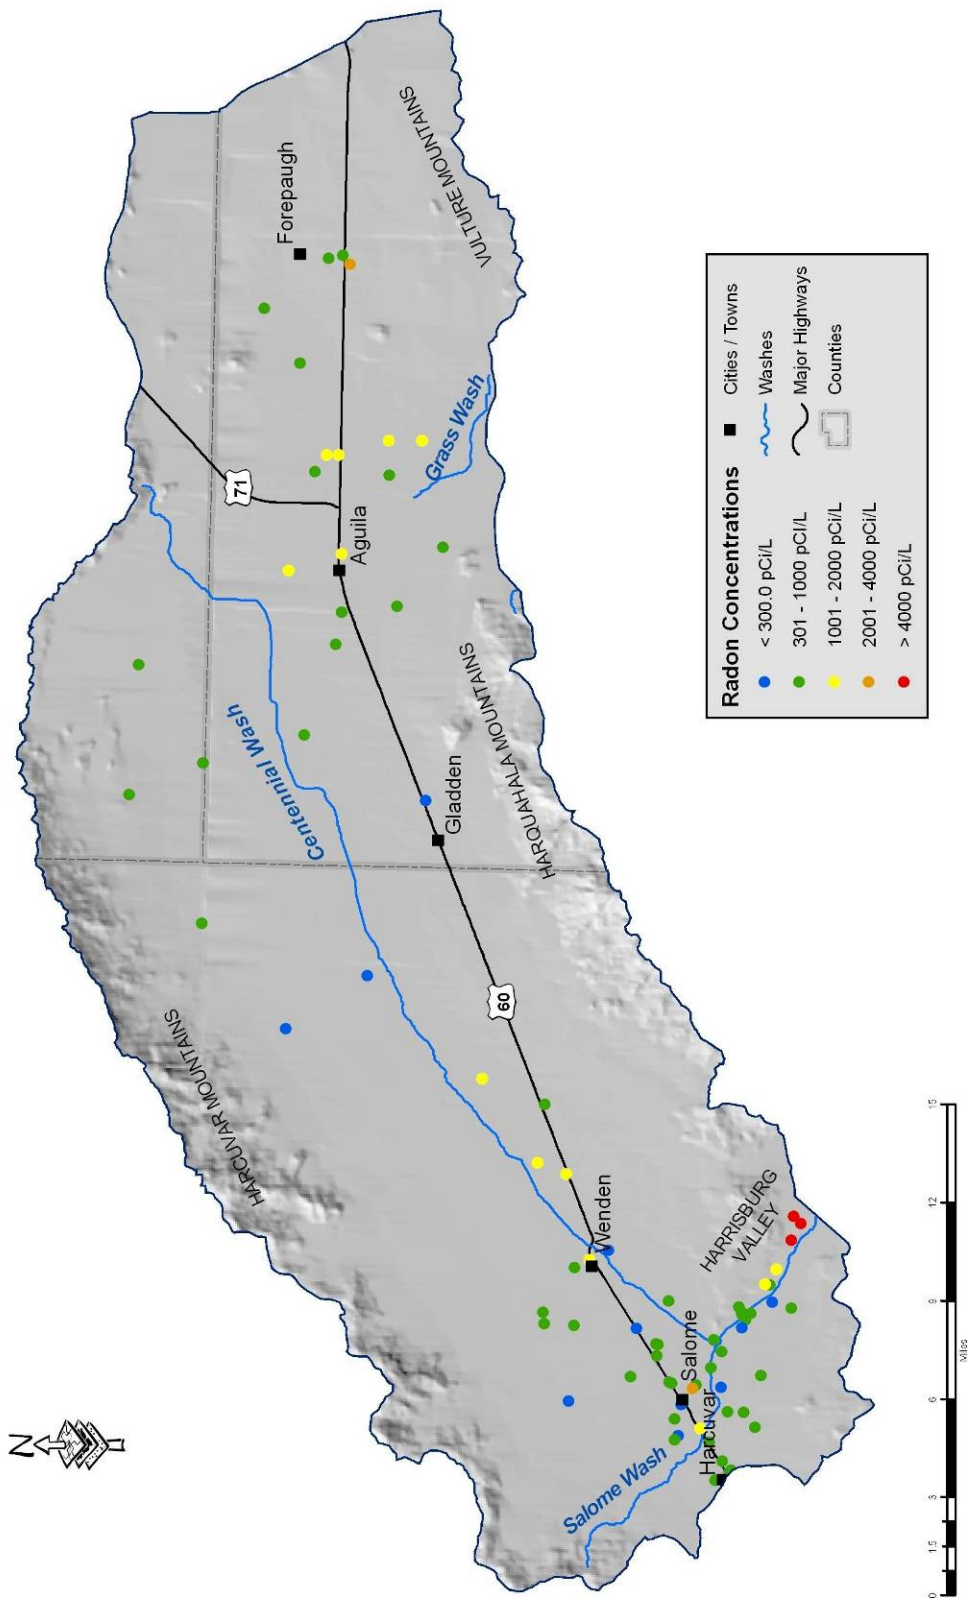 N
HARCUVAR MOUNTAINS
Centennial Wash
71
Forepaugh
Aguila
VULTURE MOUNTAINS
Grass Wash
Gladden
HARQUAHALA MOUNTAINS
60
Wenden
HARRISBURG
VALLEY
Salome
Harcuvar
Salome Wash
Radon Concentrations
< 300.0 pCi/L
301 - 1000 pCi/L
1001 - 2000 pCi/L
2001 - 4000 pCi/L
> 4000 pCi/L
Cities / Towns
Washes
Major Highways
Counties
0 1.5 3 6 9 12 15
Miles